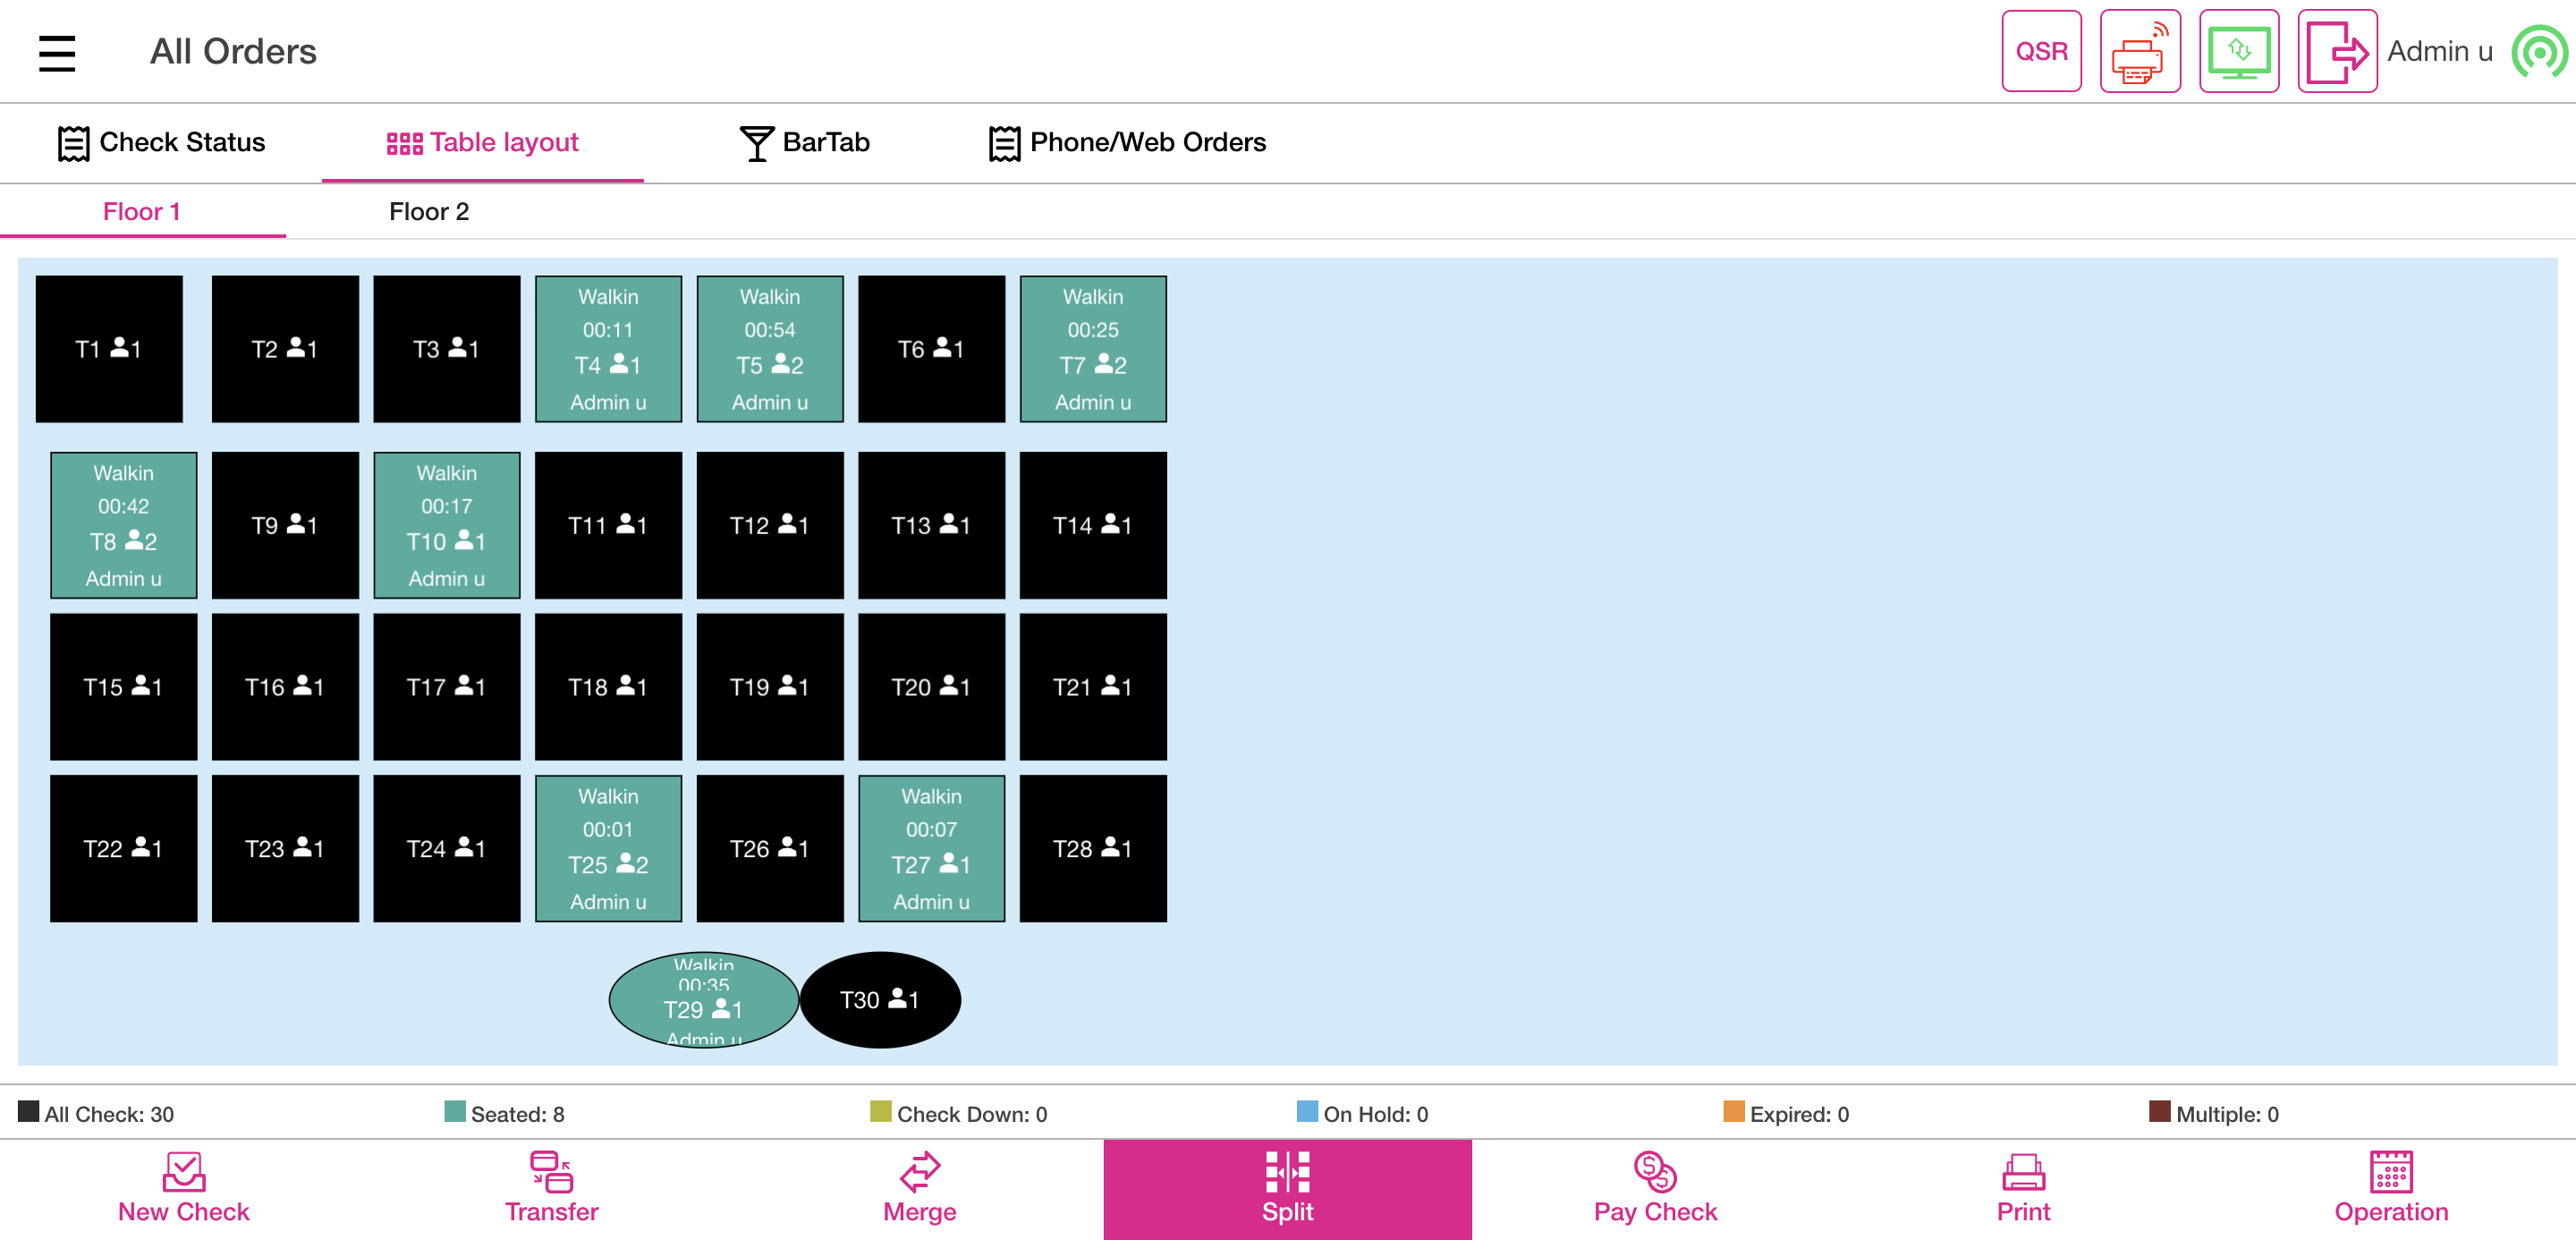 All Orders
QSR
Admin u
Check Status
Table layout
BarTab
Phone/Web Orders
Floor 1
Floor 2
T1 1
T2 1
T3 1
Walkin
00:11
T4 1
Admin u
Walkin
00:54
T5 2
Admin u
T6 1
Walkin
00:25
T7 2
Admin u
Walkin
00:42
T8 2
Admin u
T9 1
Walkin
00:17
T10 1
Admin u
T11 1
T12 1
T13 1
T14 1
T15 1
T16 1
T17 1
T18 1
T19 1
T20 1
T21 1
T22 1
T23 1
T24 1
Walkin
00:01
T25 2
Admin u
T26 1
Walkin
00:07
T27 1
Admin u
T28 1
Walkin
00:35
T29 1
Admin u
T30 1
All Check: 30
Seated: 8
Check Down: 0
On Hold: 0
Expired: 0
Multiple: 0
New Check
Transfer
Merge
Split
Pay Check
Print
Operation